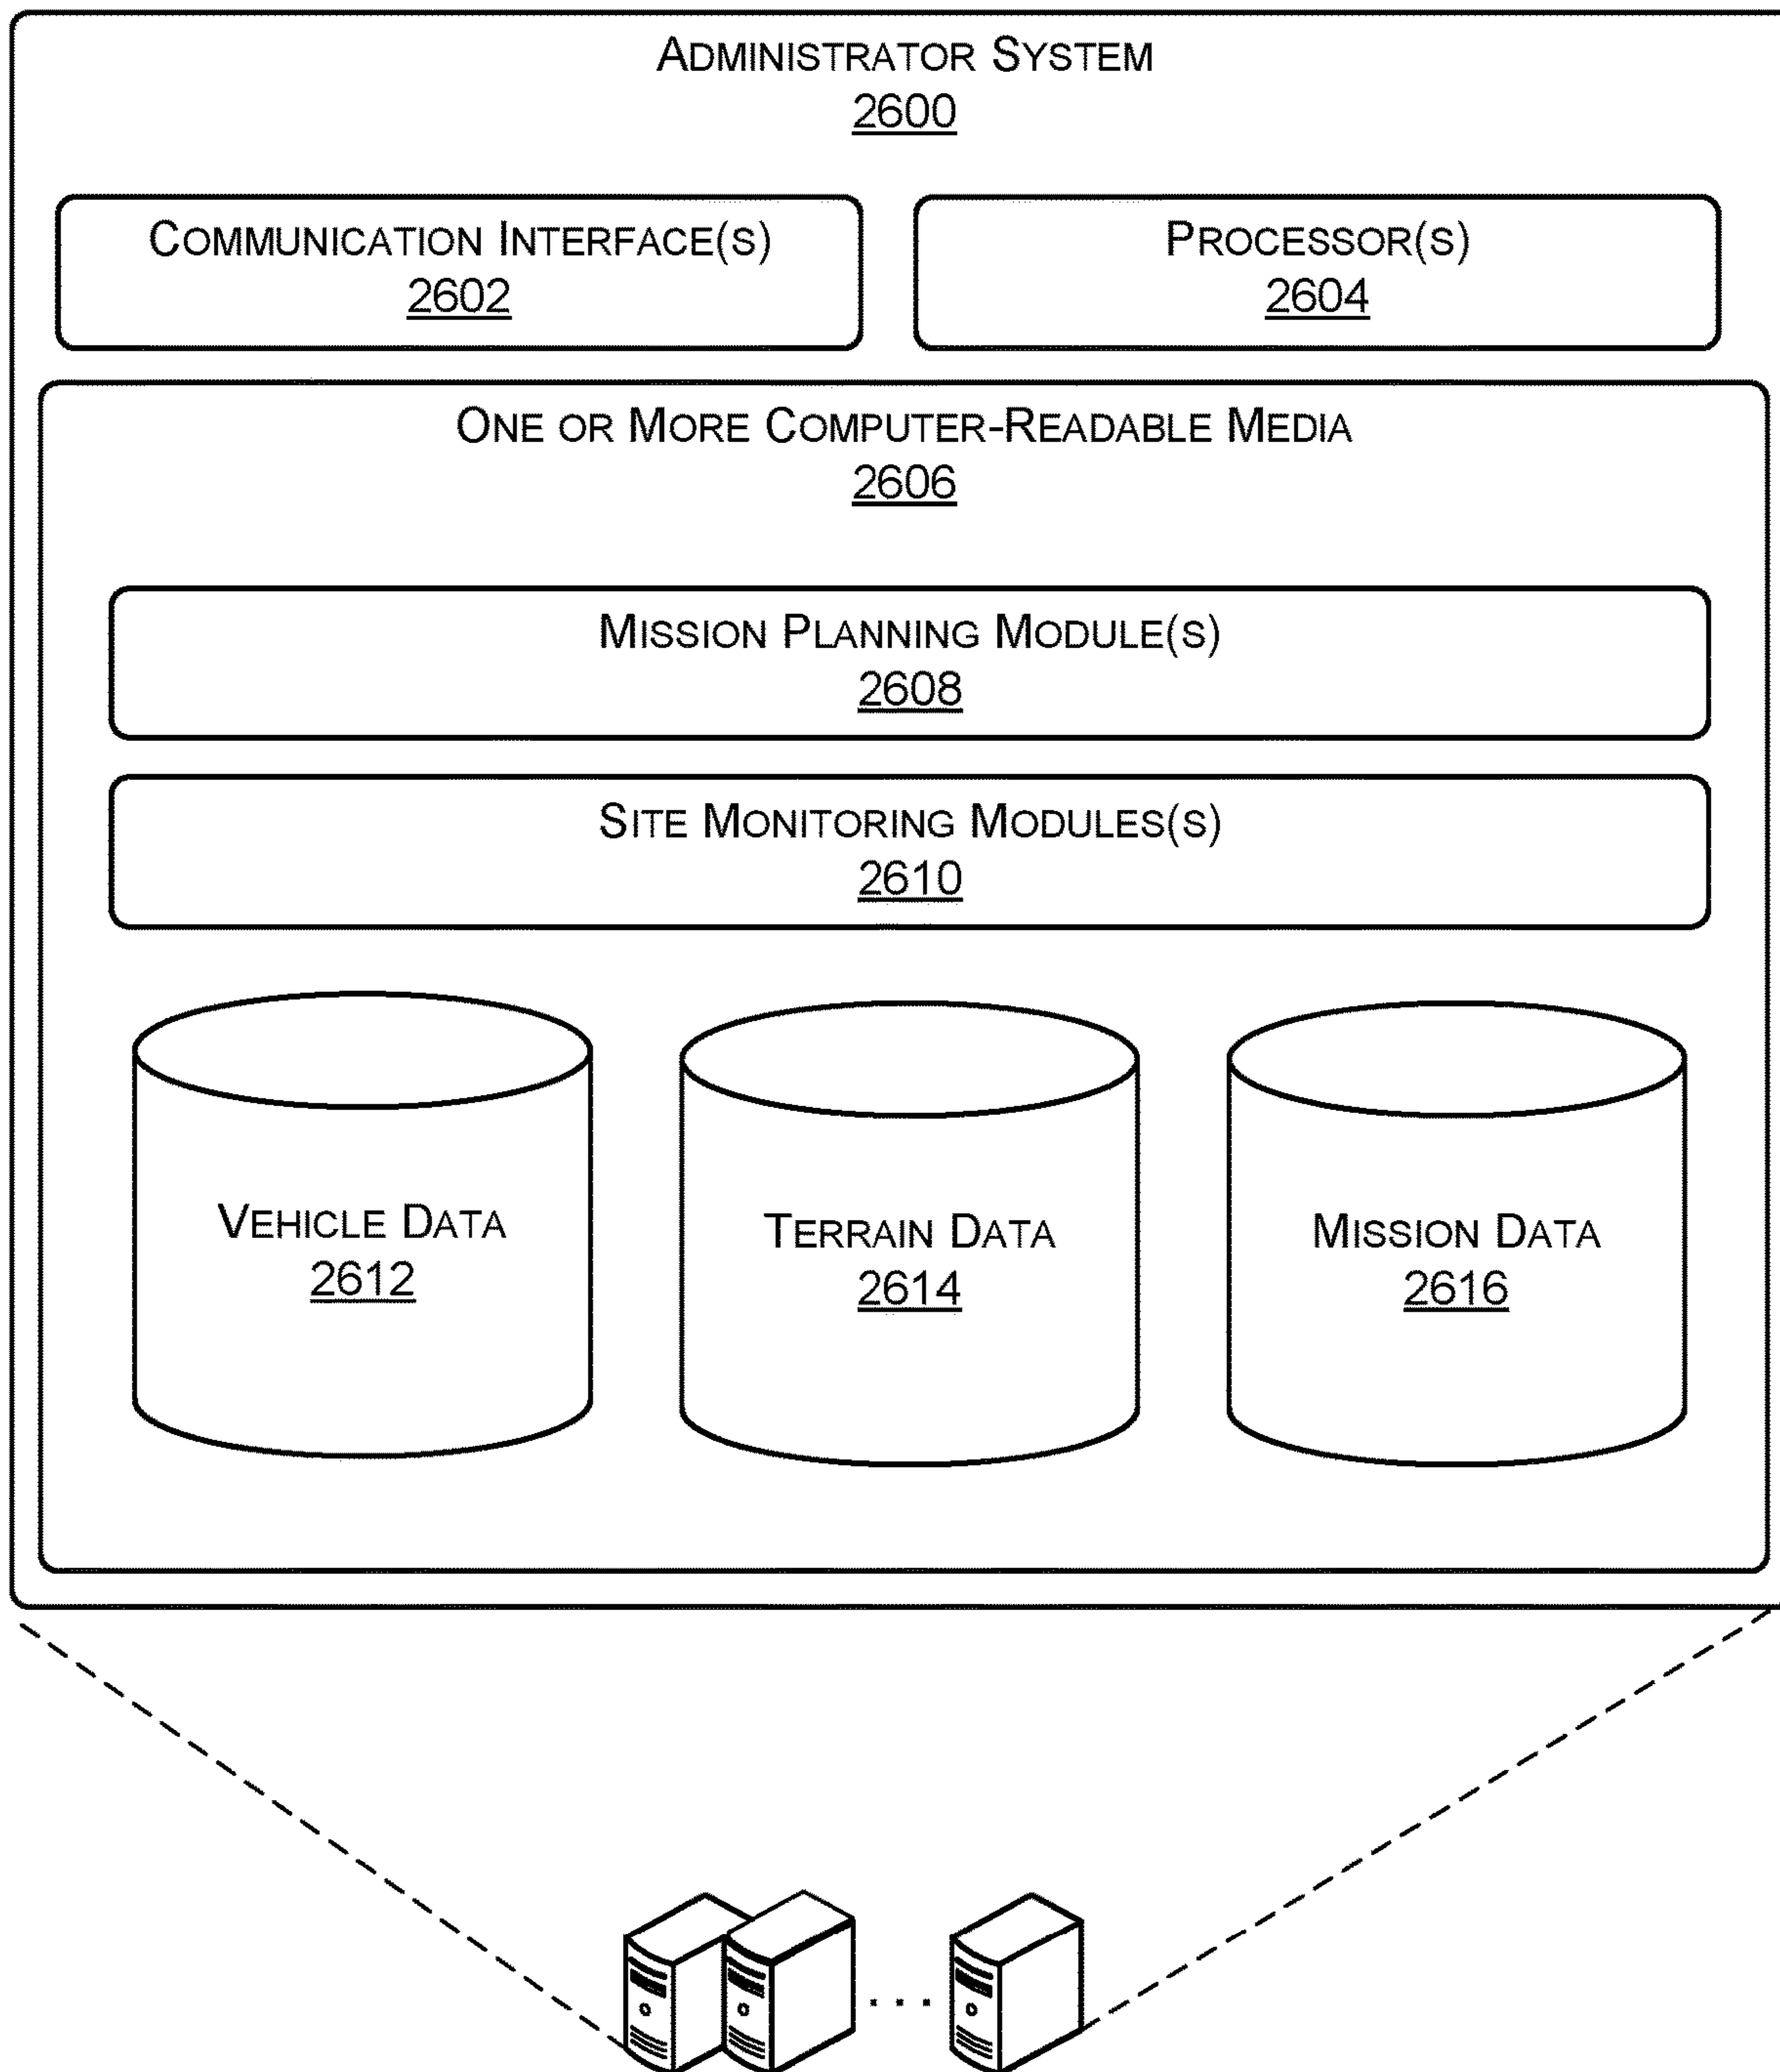 ADMINISTRATOR SYSTEM
2600
COMMUNICATION INTERFACE(S)
2602
PROCESSOR(S)
2604
ONE OR MORE COMPUTER-READABLE MEDIA
2606
MISSION PLANNING MODULE(S)
2608
SITE MONITORING MODULES(S)
2610
VEHICLE DATA
2612
TERRAIN DATA
2614
MISSION DATA
2616
...